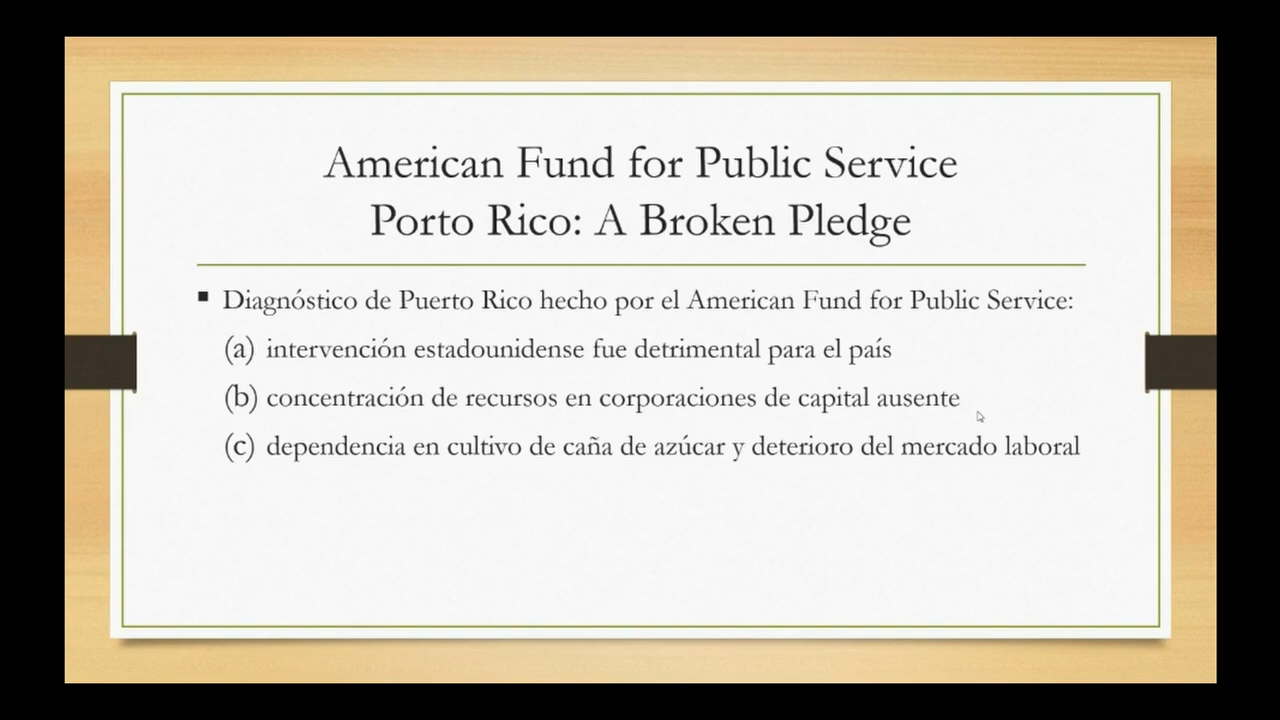 American Fund for Public Service
Porto Rico: A Broken Pledge
▪ Diagnóstico de Puerto Rico hecho por el American Fund for Public Service:
(a) intervención estadounidense fue detrimental para el país
(b) concentración de recursos en corporaciones de capital ausente
(c) dependencia en cultivo de caña de azúcar y deterioro del mercado laboral